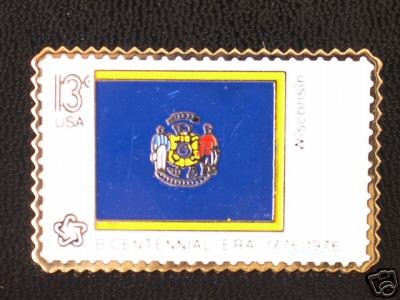 13c
USA
Wisconsin
BICENTENNIAL ERA 1776-1976